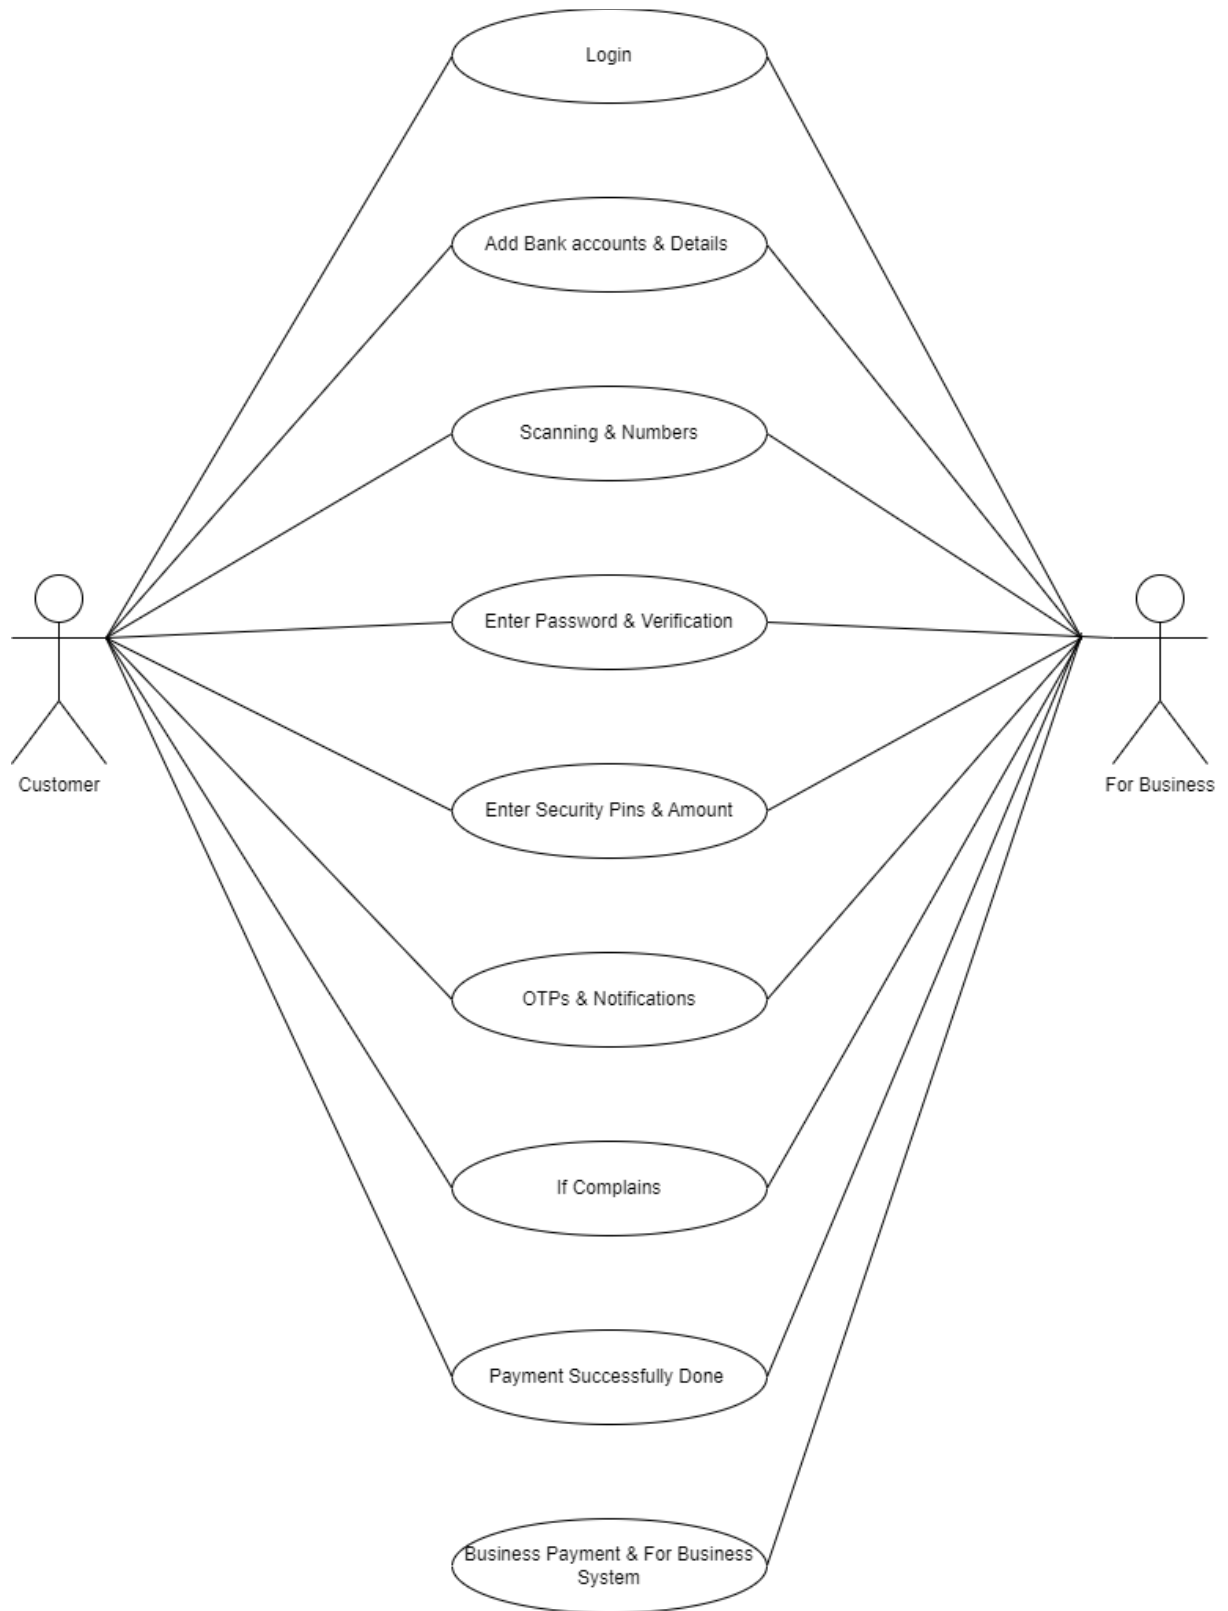 Login
Add Bank accounts & Details
Scanning & Numbers
Enter Password & Verification
Customer
For Business
Enter Security Pins & Amount
OTPs & Notifications
If Complains
Payment Successfully Done
Business Payment & For Business
System